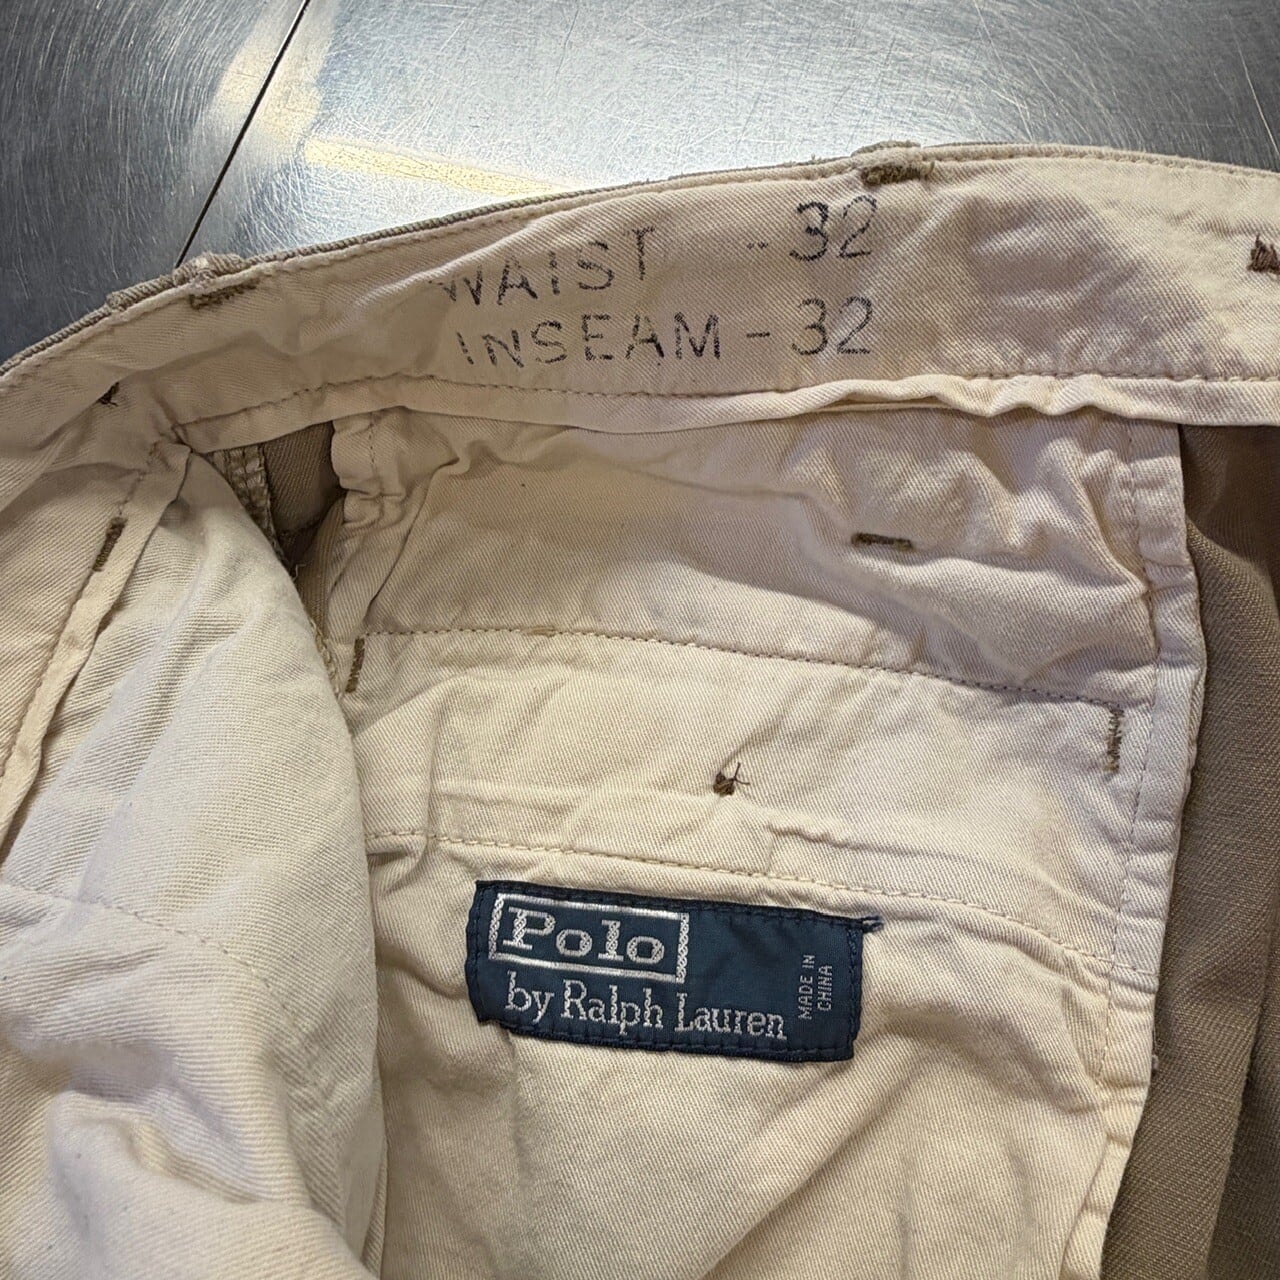 WAIST - 32
INSEAM - 32
Polo
by Ralph Lauren
MADE IN
CHINA